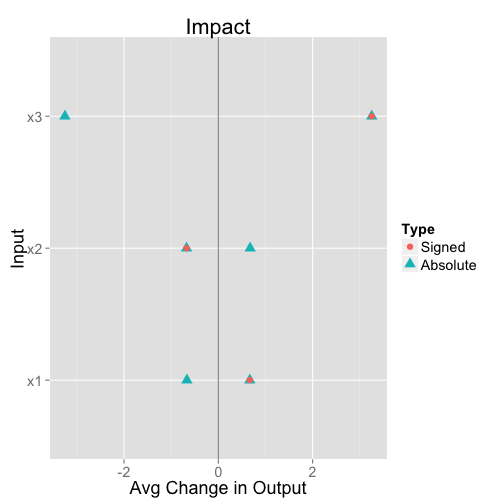 Impact
x3
x2
x1
Input
-2 0 2
Avg Change in Output
Type
Signed
Absolute